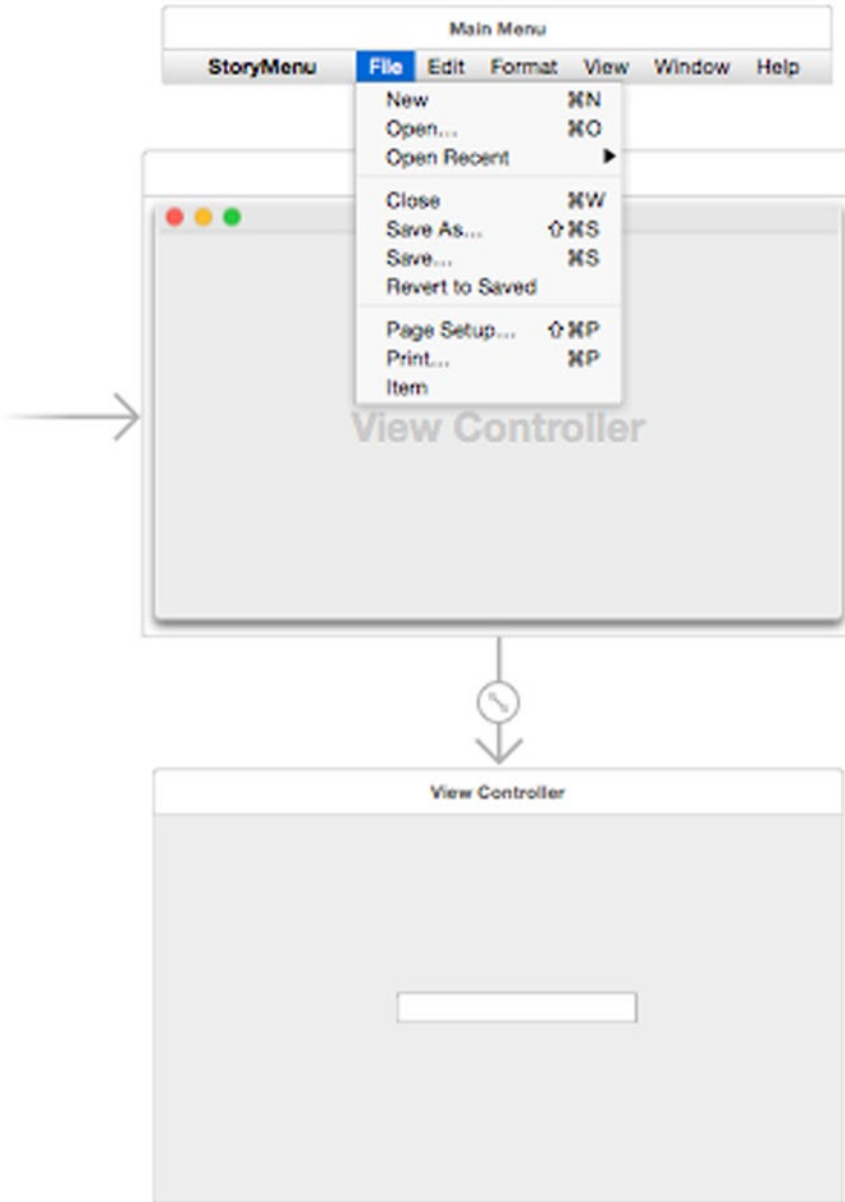 Main Menu
StoryMenu File Edit Format View Window Help
New ⌘N
Open... ⌘O
Open Recent ▶
Close ⌘W
Save As... ⇧⌘S
Save... ⌘S
Revert to Saved
Page Setup... ⇧⌘P
Print... ⌘P
Item
View Controller
View Controller